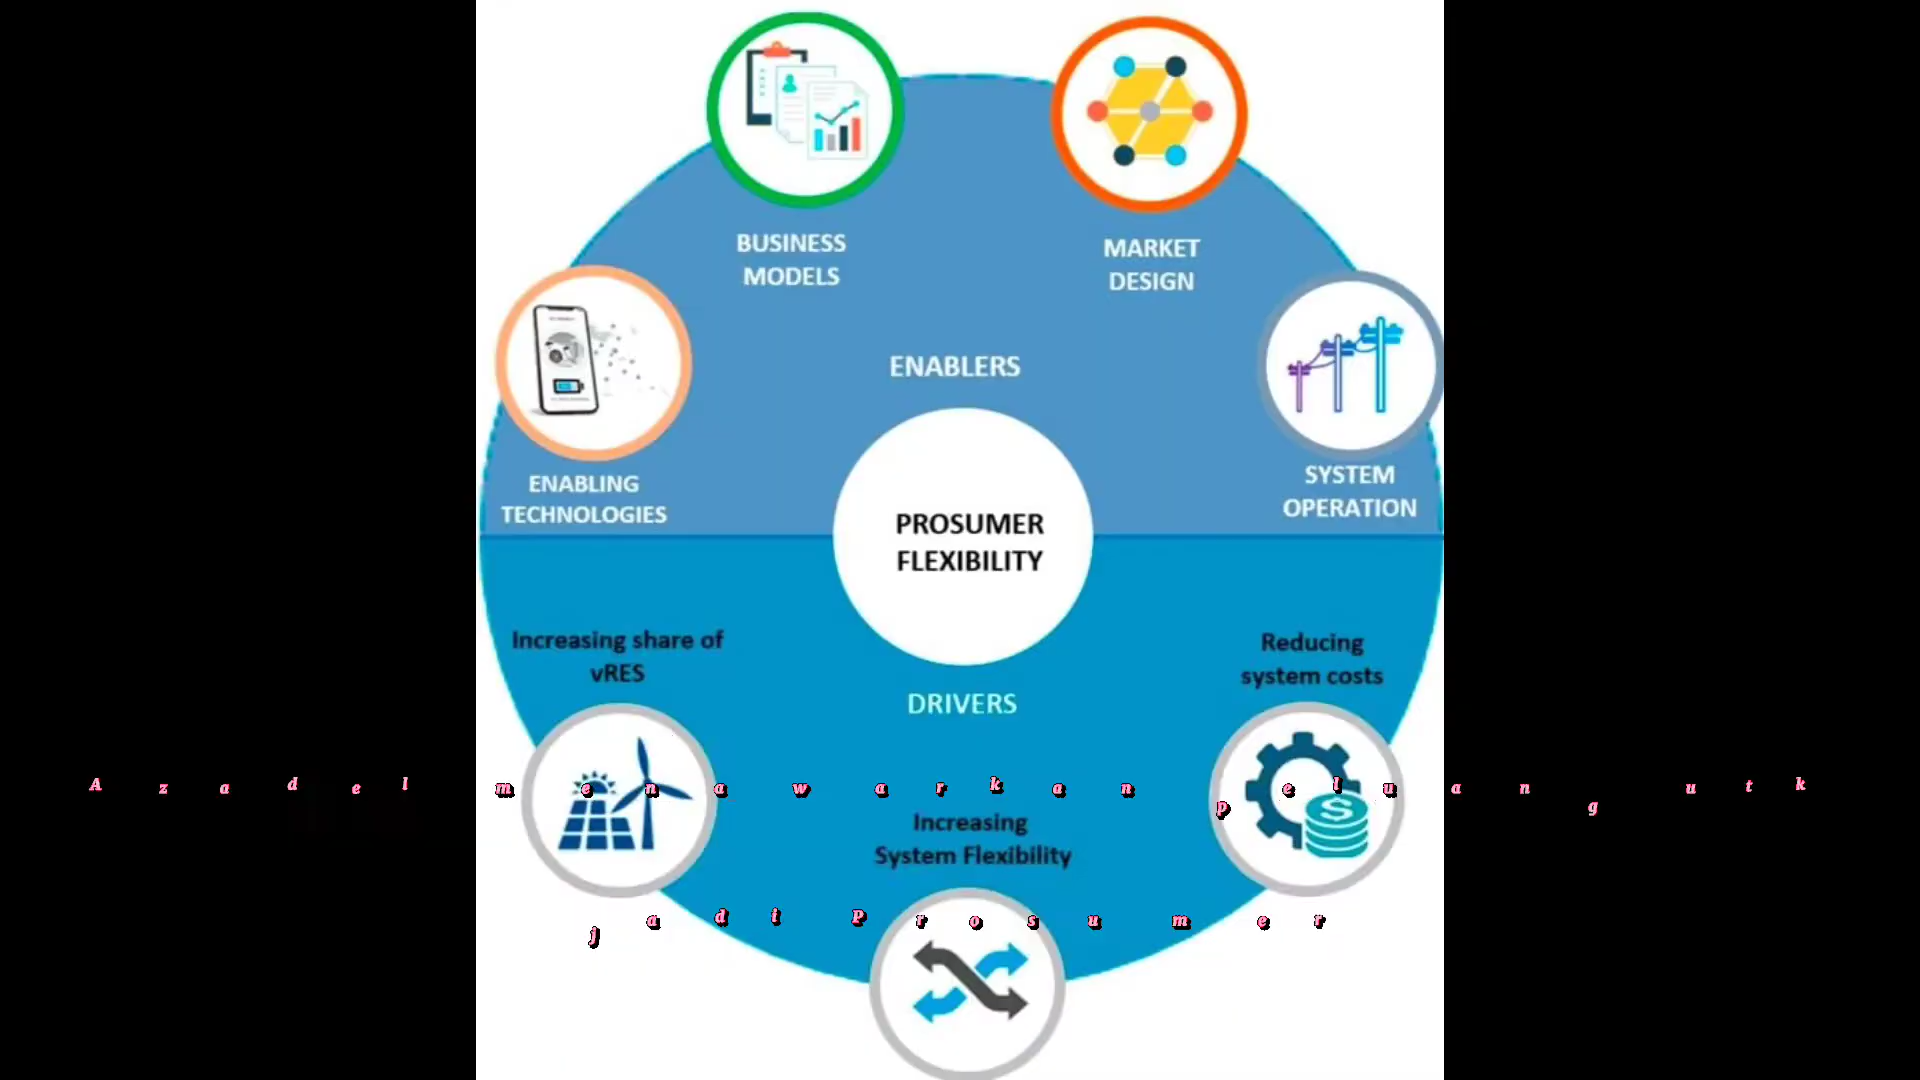 BUSINESS
MODELS
MARKET
DESIGN
ENABLERS
ENABLING
TECHNOLOGIES
SYSTEM
OPERATION
PROSUMER
FLEXIBILITY
Increasing share of
vRES
Reducing
system costs
DRIVERS
Increasing
System Flexibility
Azadel menawarkan peluang utk
jadi Prosumer